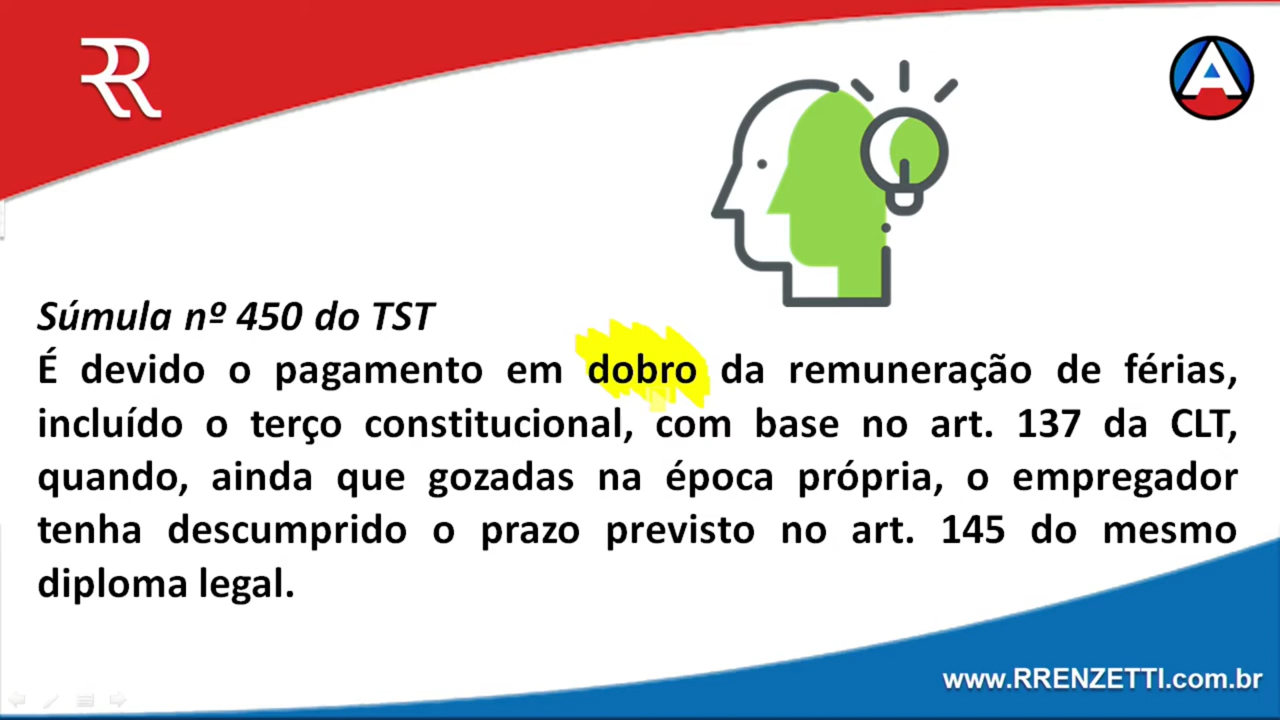 RR
A
Súmula nº 450 do TST
É devido o pagamento em dobro da remuneração de férias,
incluído o terço constitucional, com base no art. 137 da CLT,
quando, ainda que gozadas na época própria, o empregador
tenha descumprido o prazo previsto no art. 145 do mesmo
diploma legal.
www.RRENZETTI.com.br